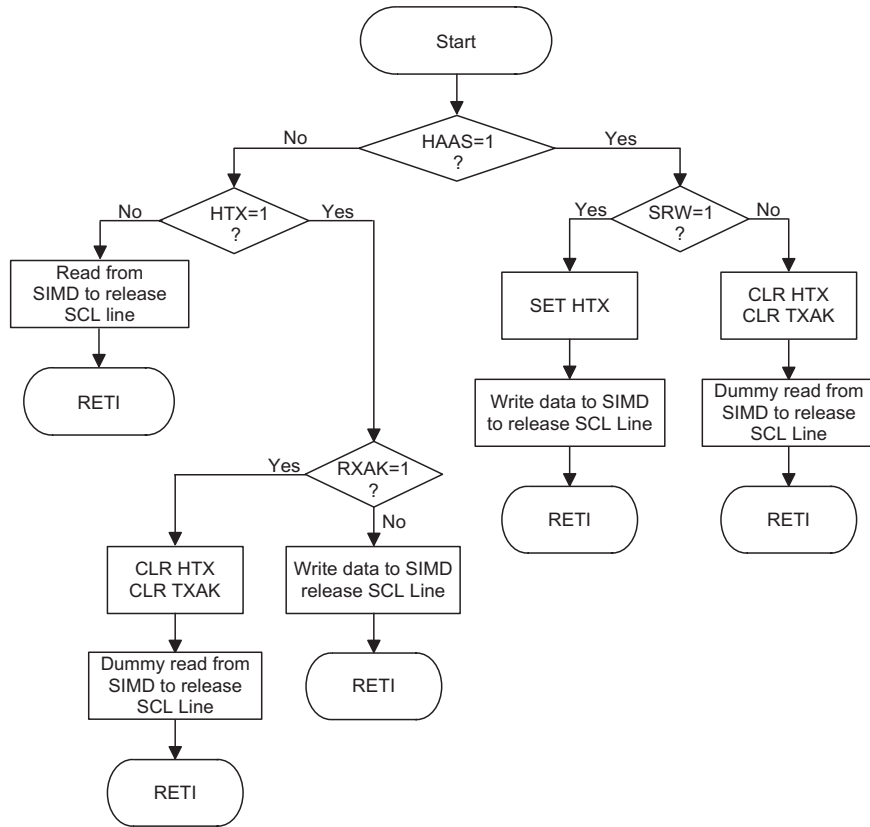 Start
HAAS=1
?
No
Yes
HTX=1
?
No
Yes
SRW=1
?
Yes
No
Read from
SIMD to release
SCL line
SET HTX
CLR HTX
CLR TXAK
RETI
Write data to SIMD
to release SCL Line
Dummy read from
SIMD to release
SCL Line
RXAK=1
?
Yes
No
RETI
RETI
CLR HTX
CLR TXAK
Write data to SIMD
release SCL Line
Dummy read from
SIMD to release
SCL Line
RETI
RETI